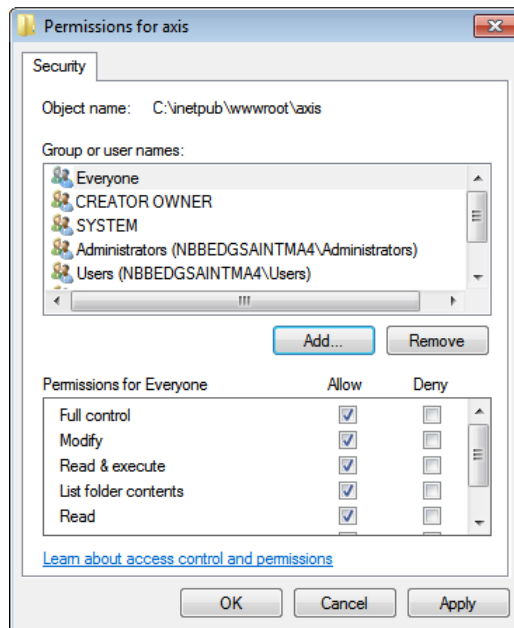 Permissions for axis
Security
Object name: C:\inetpub\wwwroot\axis
Group or user names:
Everyone
CREATOR OWNER
SYSTEM
Administrators (NBBEDGSAINTMA4\Administrators)
Users (NBBEDGSAINTMA4\Users)
Add... Remove
Permissions for Everyone Allow Deny
Full control
Modify
Read & execute
List folder contents
Read
Learn about access control and permissions
OK Cancel Apply